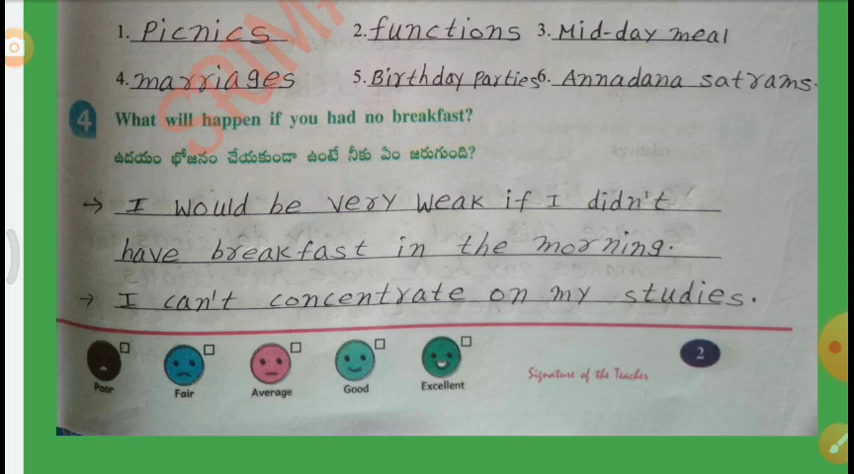 1. Picnics 2. functions 3. Mid-day meal
4. marriages 5. Birthday Parties 6. Annadana satrams.
4 What will happen if you had no breakfast?
ఉదయం భోజనం చేయకుండా ఉంటే నీకు ఏం జరుగుంది?
→ I would be very weak if I didn't
have breakfast in the morning.
→ I can't concentrate on my studies.
Poor Fair Average Good Excellent
Signature of the Teacher 2